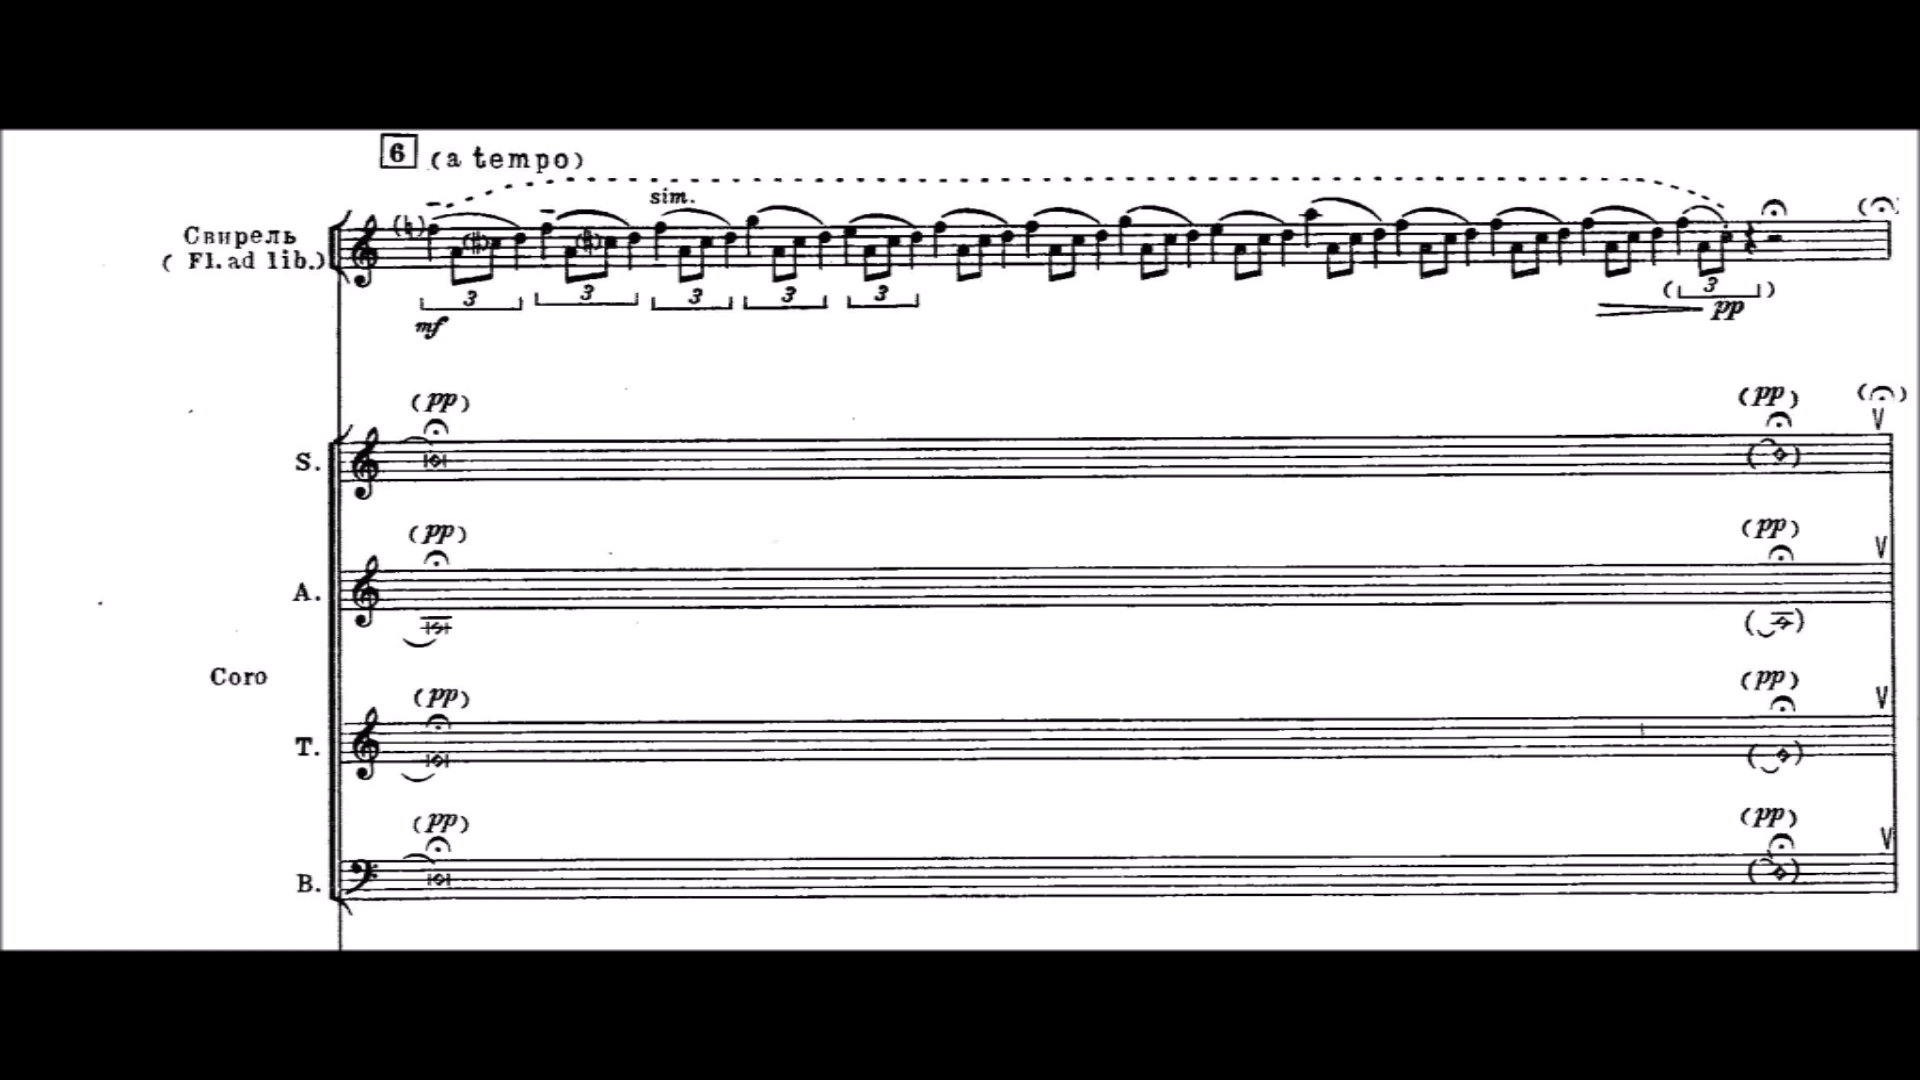 6 (a tempo)
sim.
Свирель
( Fl. ad lib.)
3 3 3 3 3 (3)
mf pp
(pp) (pp)
S.
(pp) (pp)
A.
Coro
(pp) (pp)
T.
(pp) (pp)
B.